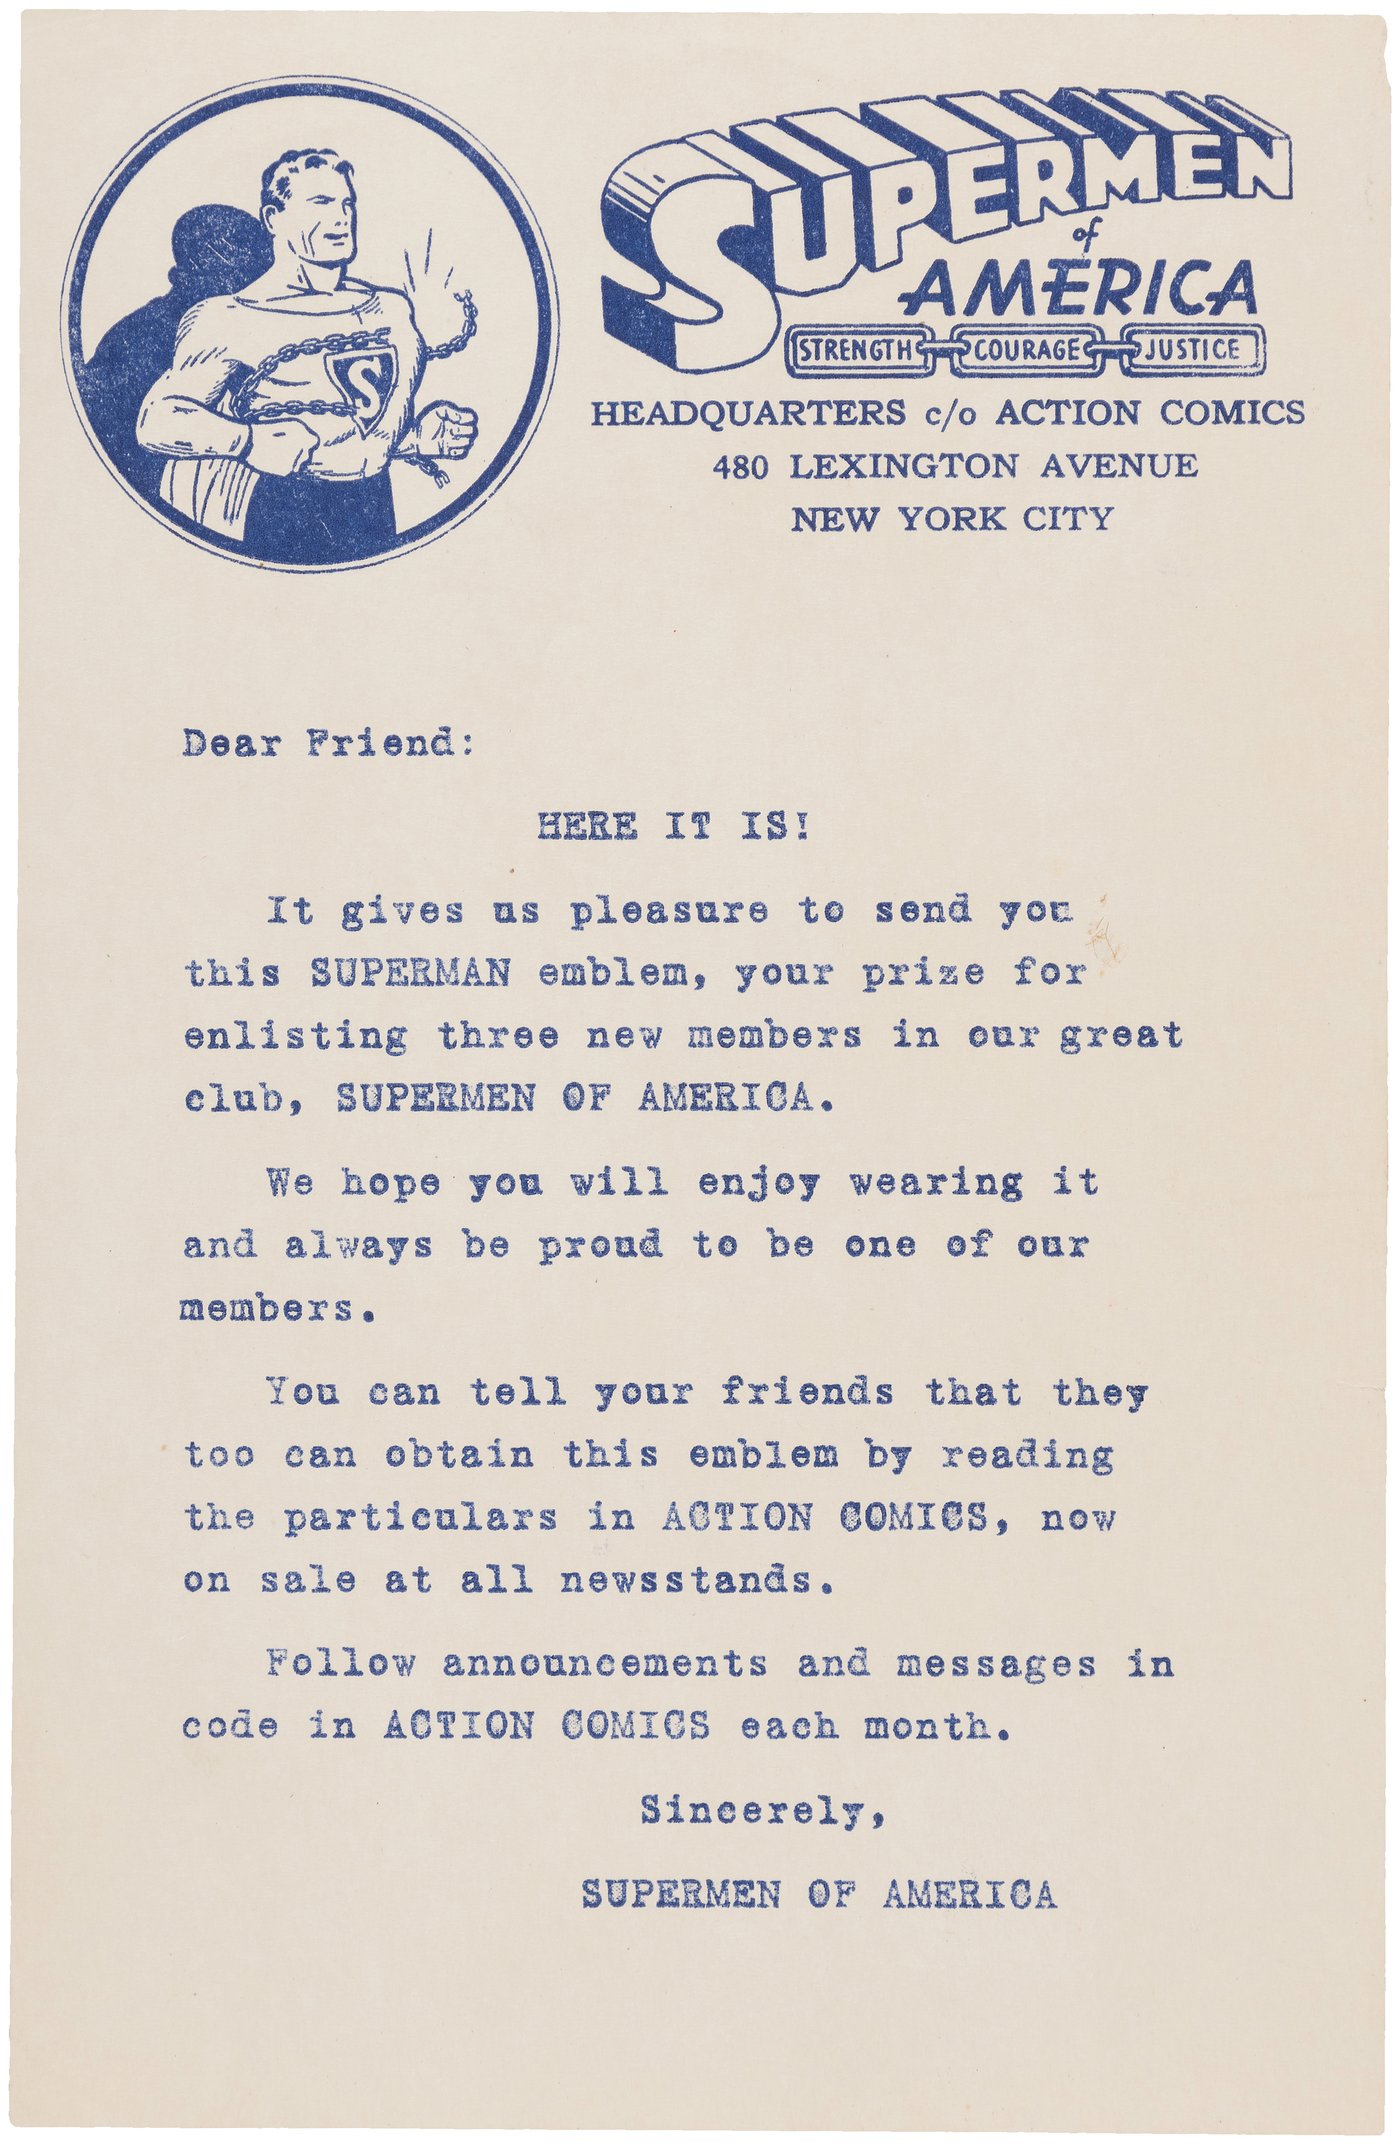 SUPERMEN
of
AMERICA
STRENGTH COURAGE JUSTICE
HEADQUARTERS c/o ACTION COMICS
480 LEXINGTON AVENUE
NEW YORK CITY
S
Dear Friend:
HERE IT IS!
It gives us pleasure to send you
this SUPERMAN emblem, your prize for
enlisting three new members in our great
club, SUPERMEN OF AMERICA.
We hope you will enjoy wearing it
and always be proud to be one of our
members.
You can tell your friends that they
too can obtain this emblem by reading
the particulars in ACTION COMICS, now
on sale at all newsstands.
Follow announcements and messages in
code in ACTION COMICS each month.
Sincerely,
SUPERMEN OF AMERICA